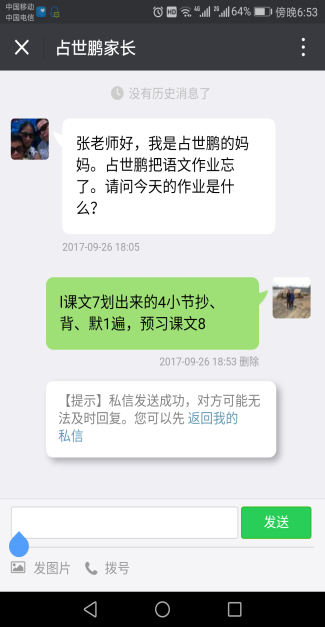 中国移动
中国电信
HD 4G 2G 64% 傍晚6:53
占世鹏家长
没有历史消息了
张老师好，我是占世鹏的妈
妈。占世鹏把语文作业忘
了。请问今天的作业是什
么？
2017-09-26 18:05
l课文7划出来的4小节抄、
背、默1遍，预习课文8
2017-09-26 18:53 删除
【提示】私信发送成功，对方可能无
法及时回复。您可以先 返回我的
私信
发送
发图片 拨号